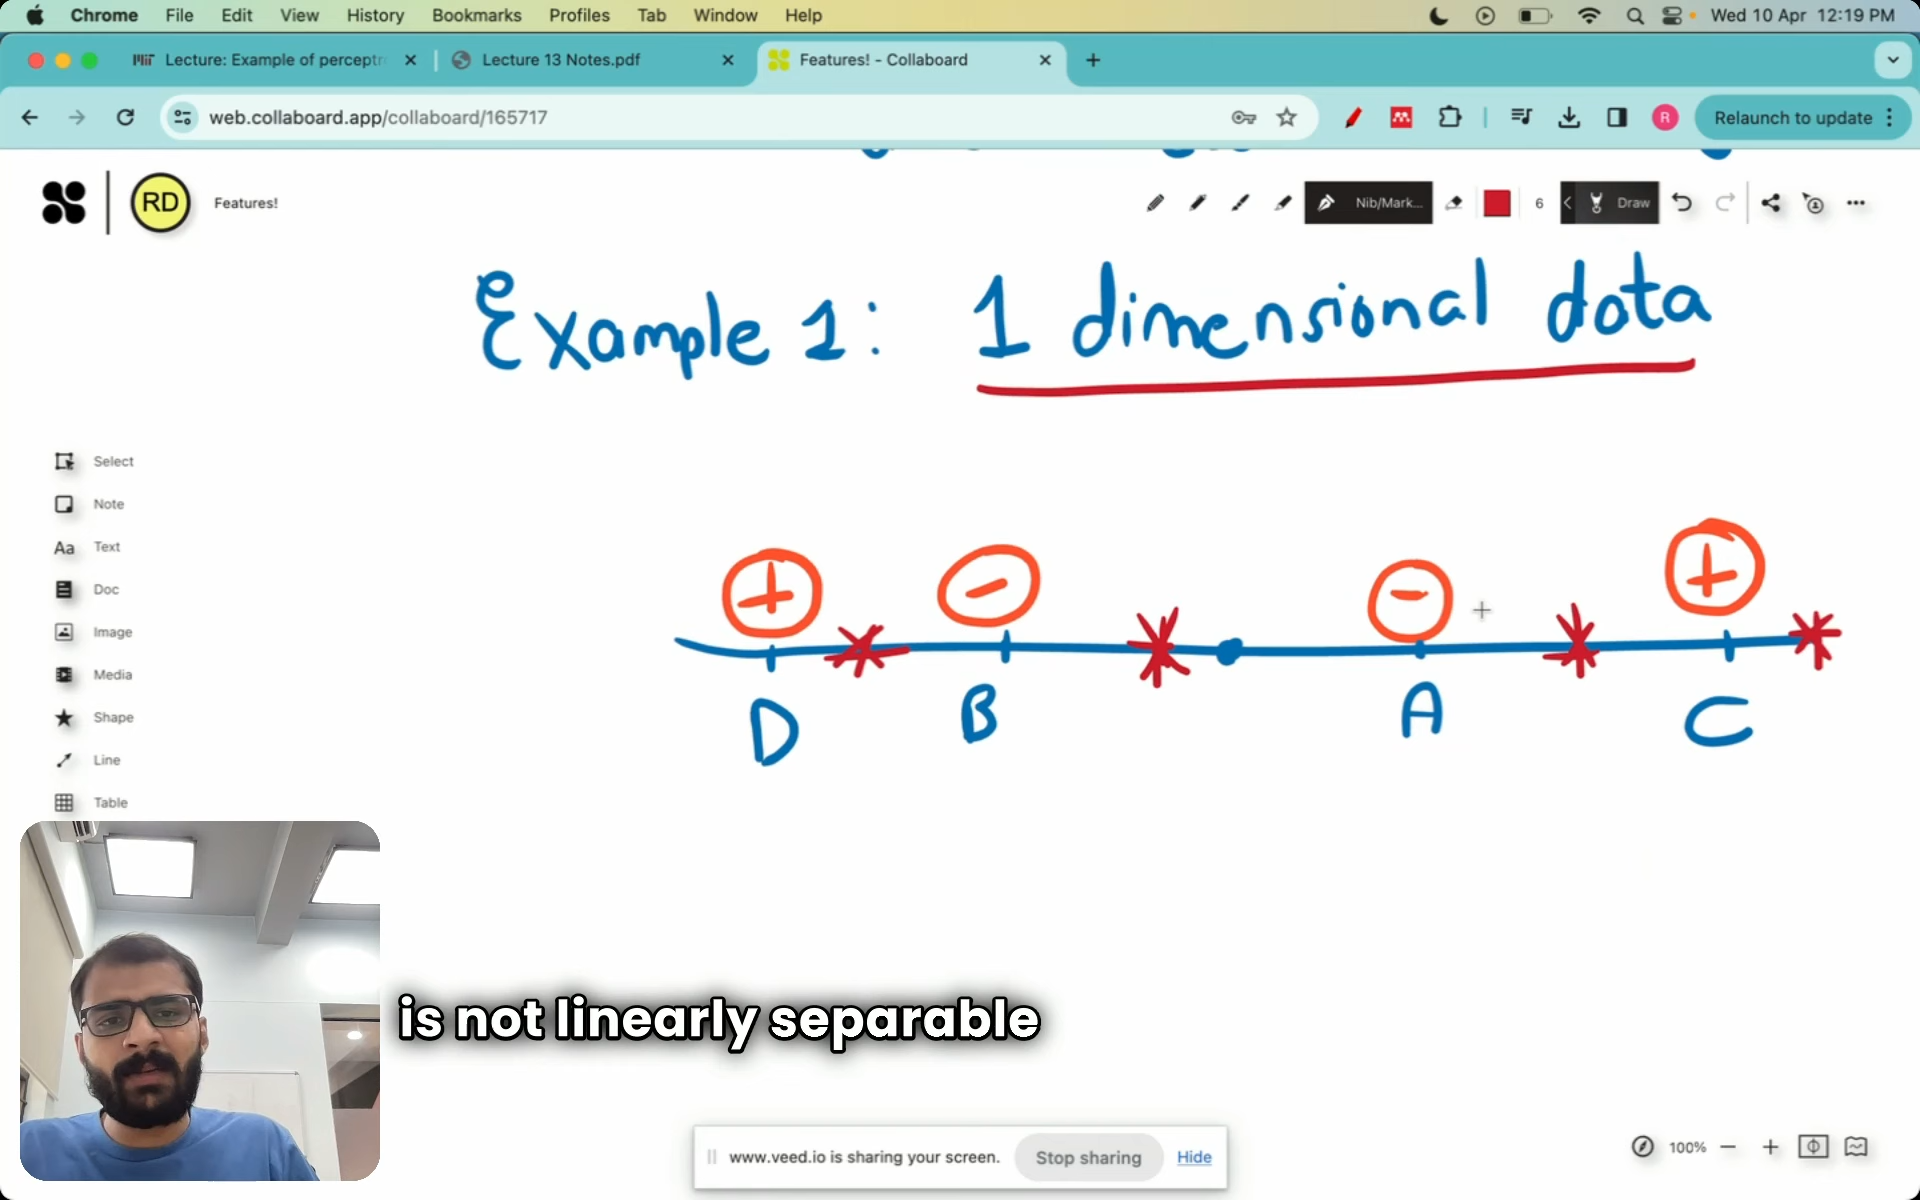 Chrome File Edit View History Bookmarks Profiles Tab Window Help Wed 10 Apr 12:19 PM
Lecture: Example of perceptr Lecture 13 Notes.pdf Features! - Collaboard
web.collaboard.app/collaboard/165717 R Relaunch to update
RD Features! Nib/Mark... 6 Draw
Example 1: 1 dimensional data
Select
Note
Aa Text
Doc
Image
Media
Shape
Line
Table
+ - - +
D B A C
is not linearly separable
www.veed.io is sharing your screen. Stop sharing Hide
100%